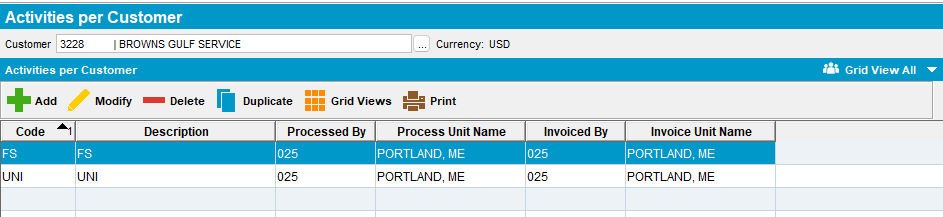 Activities per Customer
Customer 3228 | BROWNS GULF SERVICE ... Currency: USD
Activities per Customer Grid View All
Add Modify Delete Duplicate Grid Views Print
Code 1 Description Processed By Process Unit Name Invoiced By Invoice Unit Name
FS FS 025 PORTLAND, ME 025 PORTLAND, ME
UNI UNI 025 PORTLAND, ME 025 PORTLAND, ME